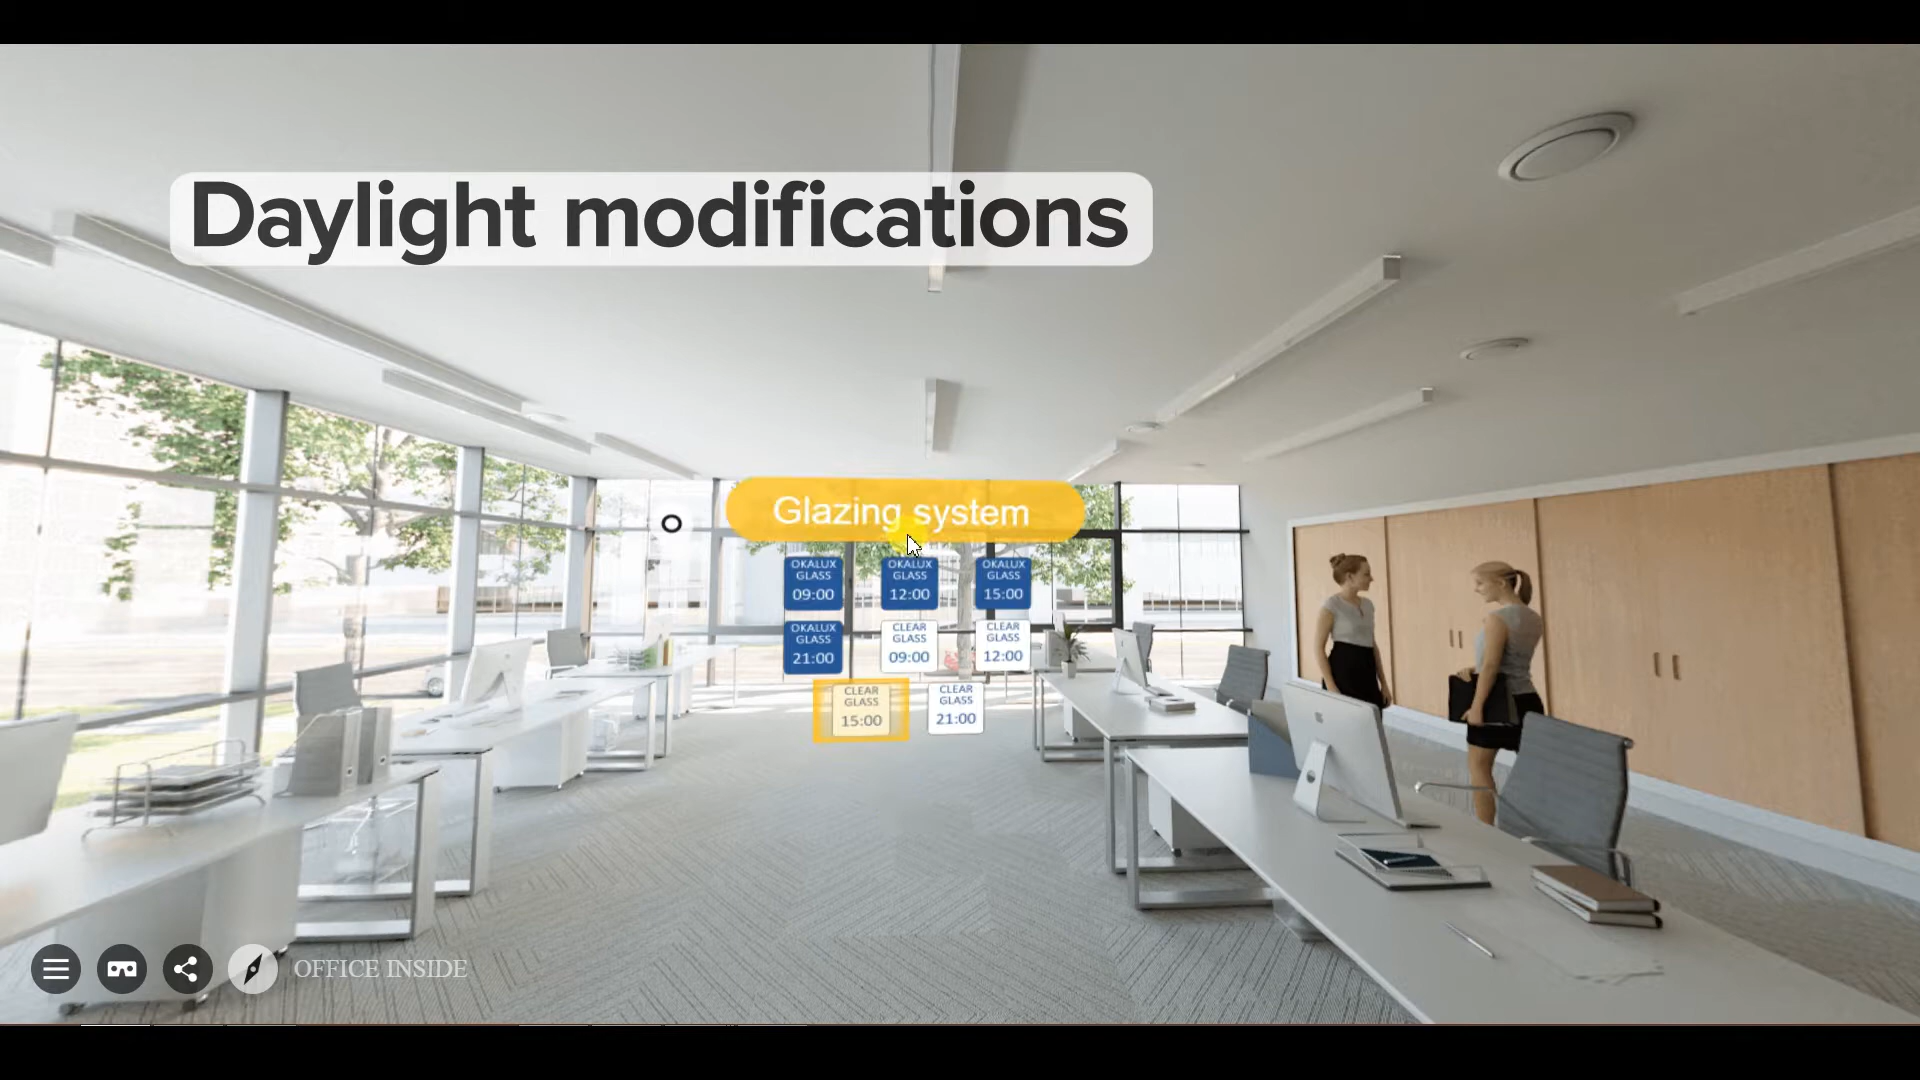 Daylight modifications
Glazing system
OKALUX
GLASS
09:00
OKALUX
GLASS
12:00
OKALUX
GLASS
15:00
OKALUX
GLASS
21:00
CLEAR
GLASS
09:00
CLEAR
GLASS
12:00
CLEAR
GLASS
15:00
CLEAR
GLASS
21:00
OFFICE INSIDE